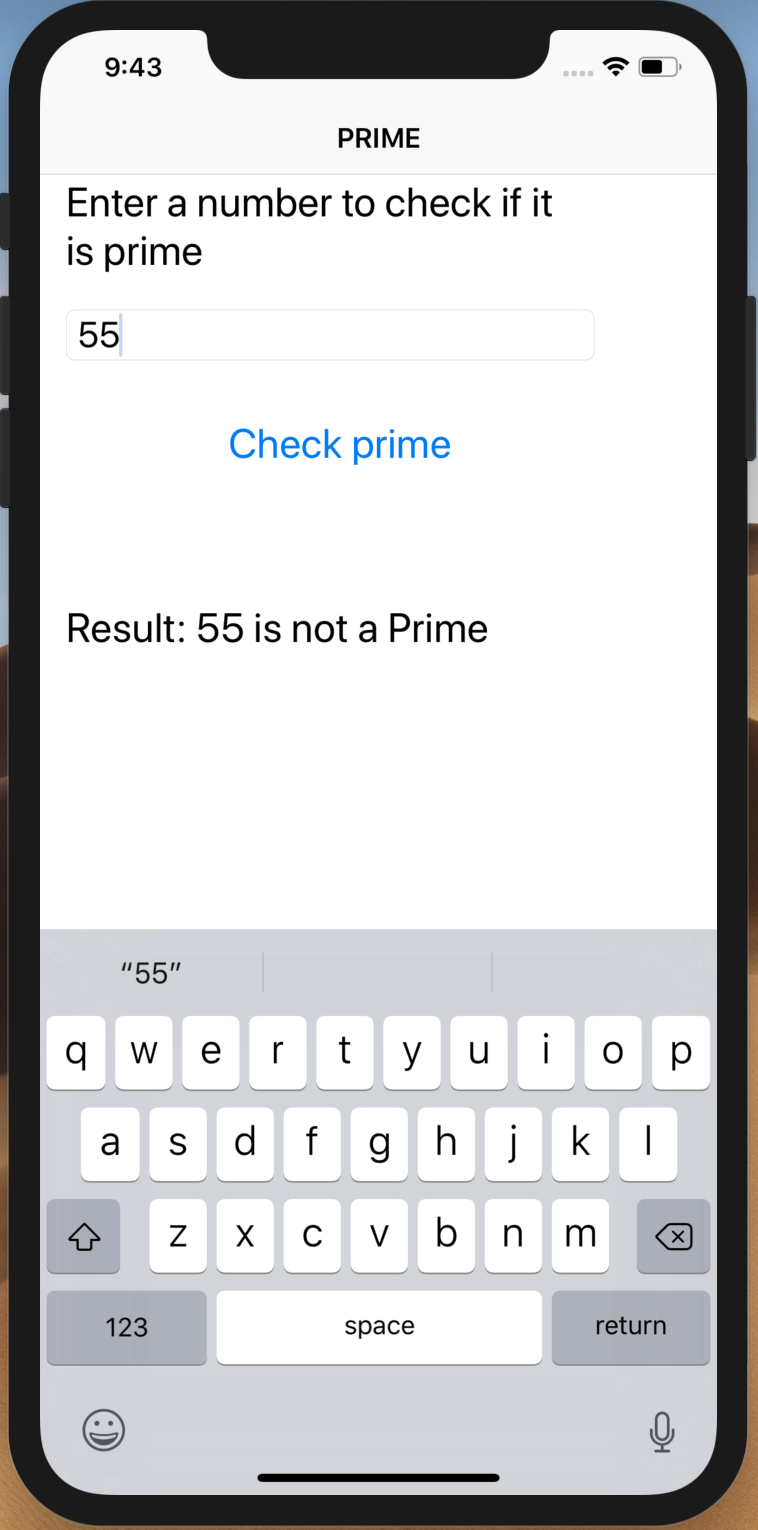 9:43
PRIME
Enter a number to check if it
is prime
55
Check prime
Result: 55 is not a Prime
“55”
q w e r t y u i o p
a s d f g h j k l
z x c v b n m
123 space return